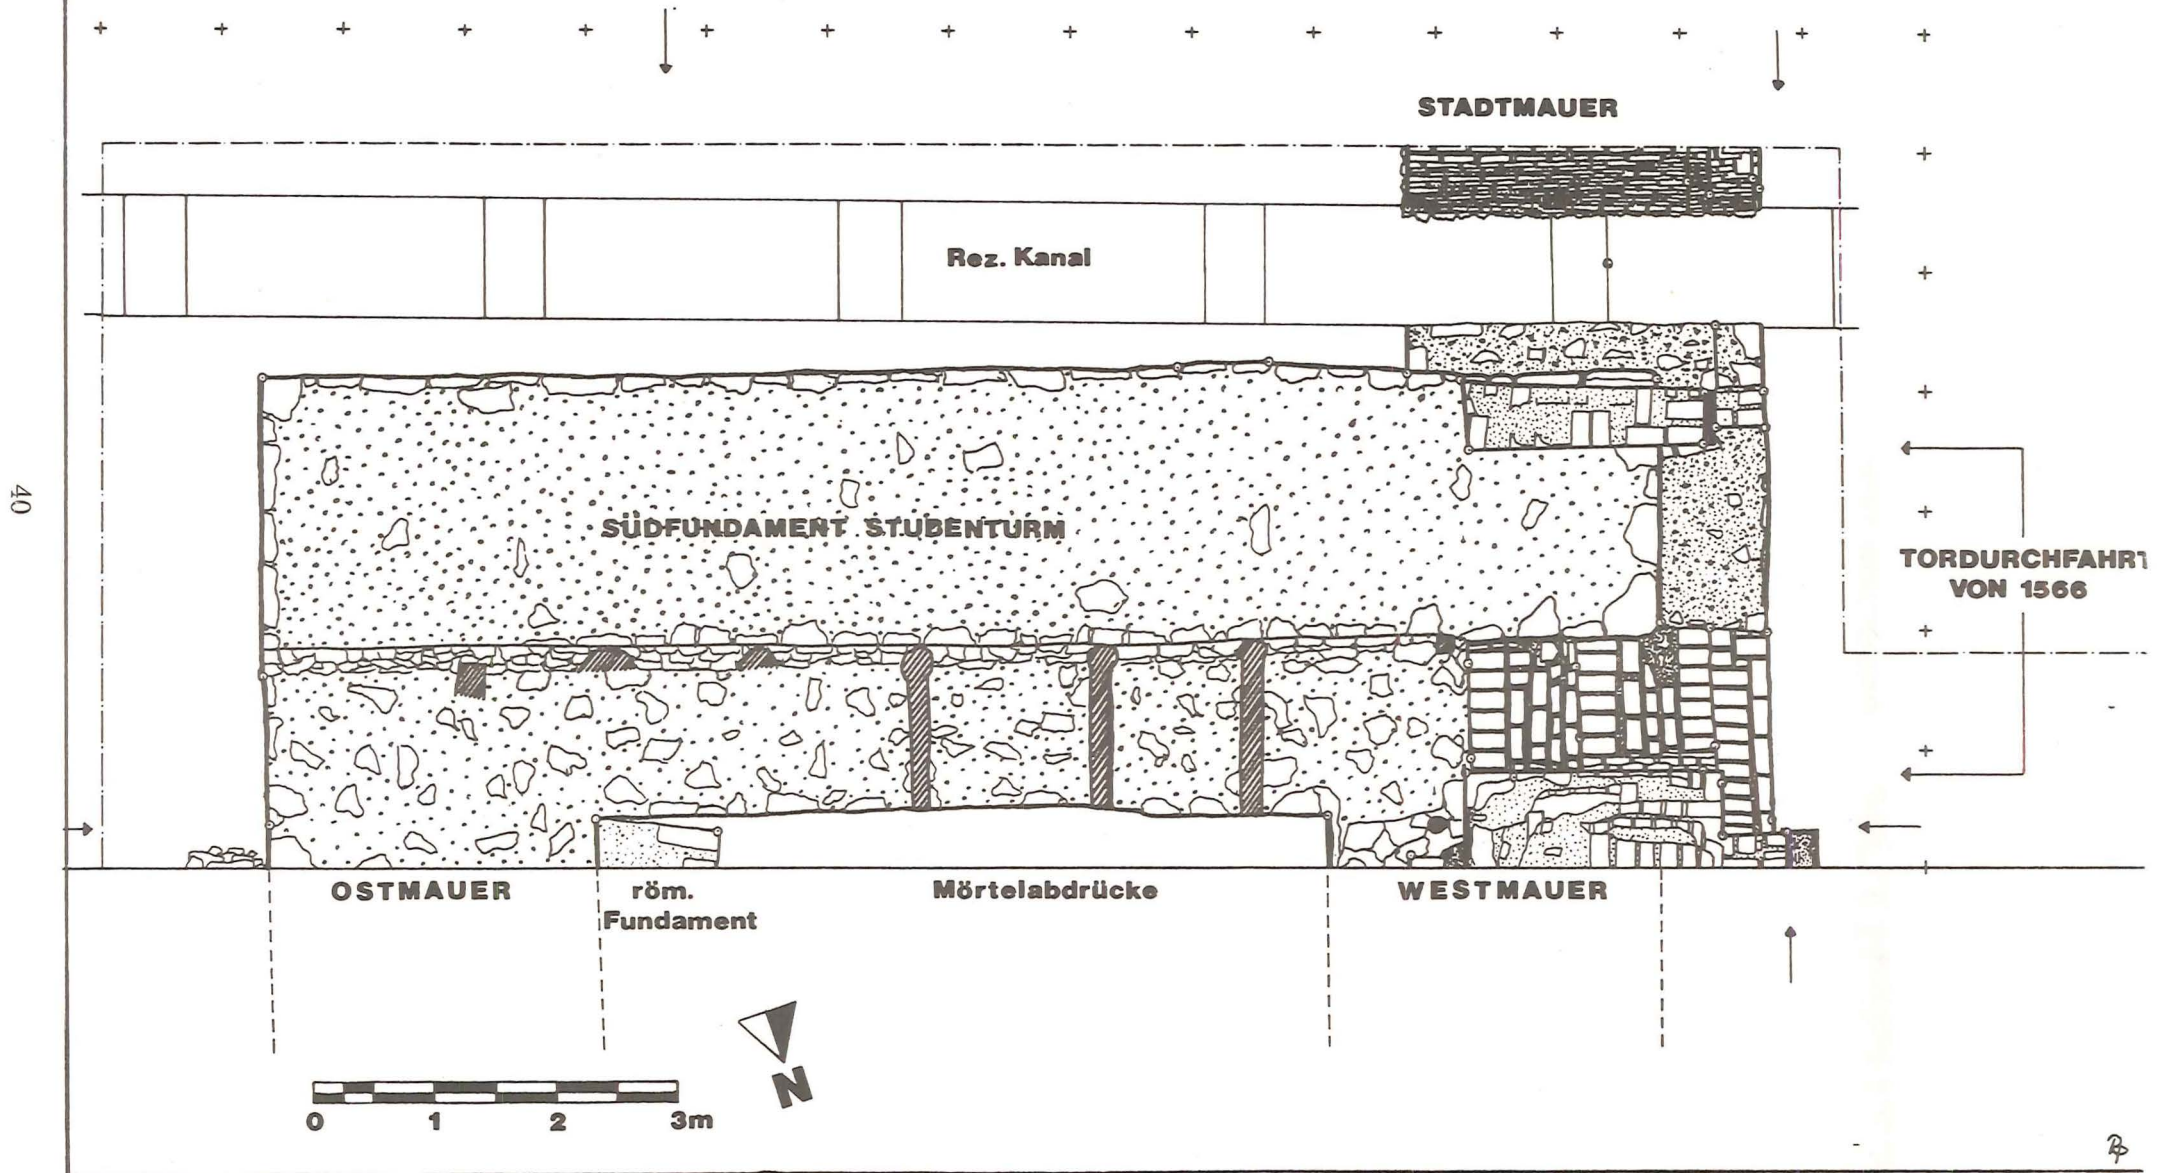 STADTMAUER
Rez. Kanal
40
SÜDFUNDAMENT STUBENTURM
TORDURCHFAHRT
VON 1566
OSTMAUER
röm.
Fundament
Mörtelabdrücke
WESTMAUER
N
0 1 2 3m